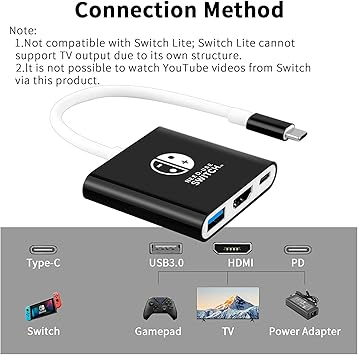 Connection Method
Note:
1.Not compatible with Switch Lite; Switch Lite cannot
support TV output due to its own structure.
2.It is not possible to watch YouTube videos from Switch
via this product.
SWITCH
Type-C
USB3.0
HDMI
PD
Switch
Gamepad
TV
Power Adapter